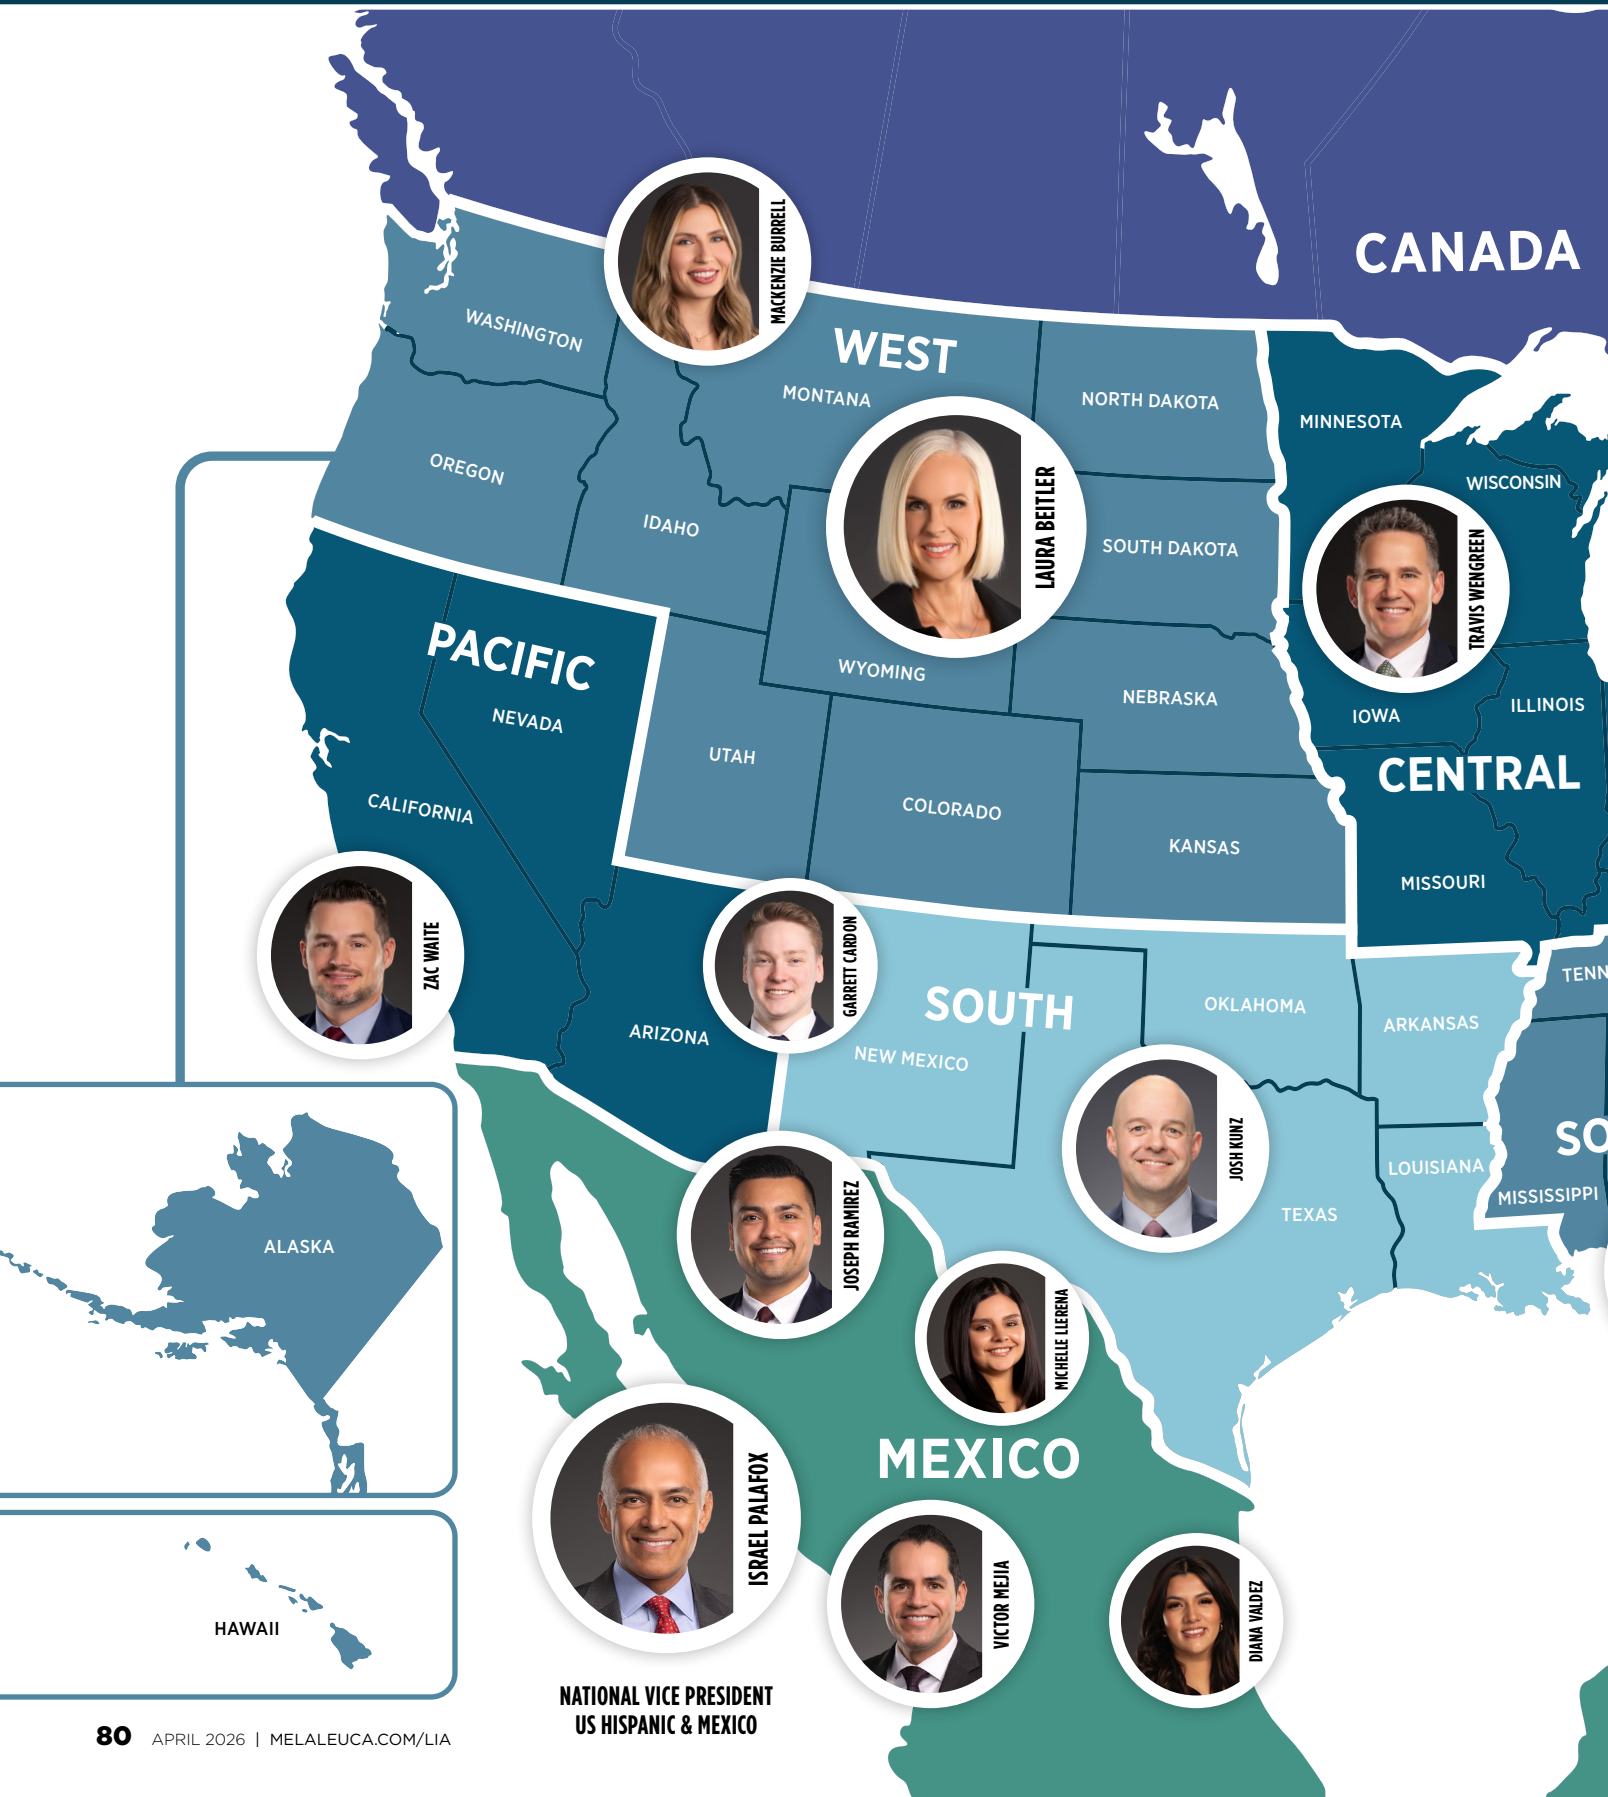 CANADA
MACKENZIE BURRELL
WASHINGTON
WEST
MONTANA
NORTH DAKOTA
MINNESOTA
OREGON
WISCONSIN
IDAHO
LAURA BEITLER
SOUTH DAKOTA
TRAVIS WENGREEN
PACIFIC
WYOMING
NEBRASKA
IOWA
ILLINOIS
NEVADA
UTAH
CENTRAL
CALIFORNIA
COLORADO
KANSAS
MISSOURI
ZAC WAITE
GARRETT CARDON
TENN
SOUTH
OKLAHOMA
ARKANSAS
ARIZONA
NEW MEXICO
JOSH KUNZ
SO
LOUISIANA
MISSISSIPPI
JOSEPH RAMIREZ
TEXAS
ALASKA
MICHELLE LLERENA
MEXICO
ISRAEL PALAFOX
VICTOR MEJIA
DIANA VALDEZ
HAWAII
NATIONAL VICE PRESIDENT
US HISPANIC & MEXICO
80 APRIL 2026 | MELALEUCA.COM/LIA